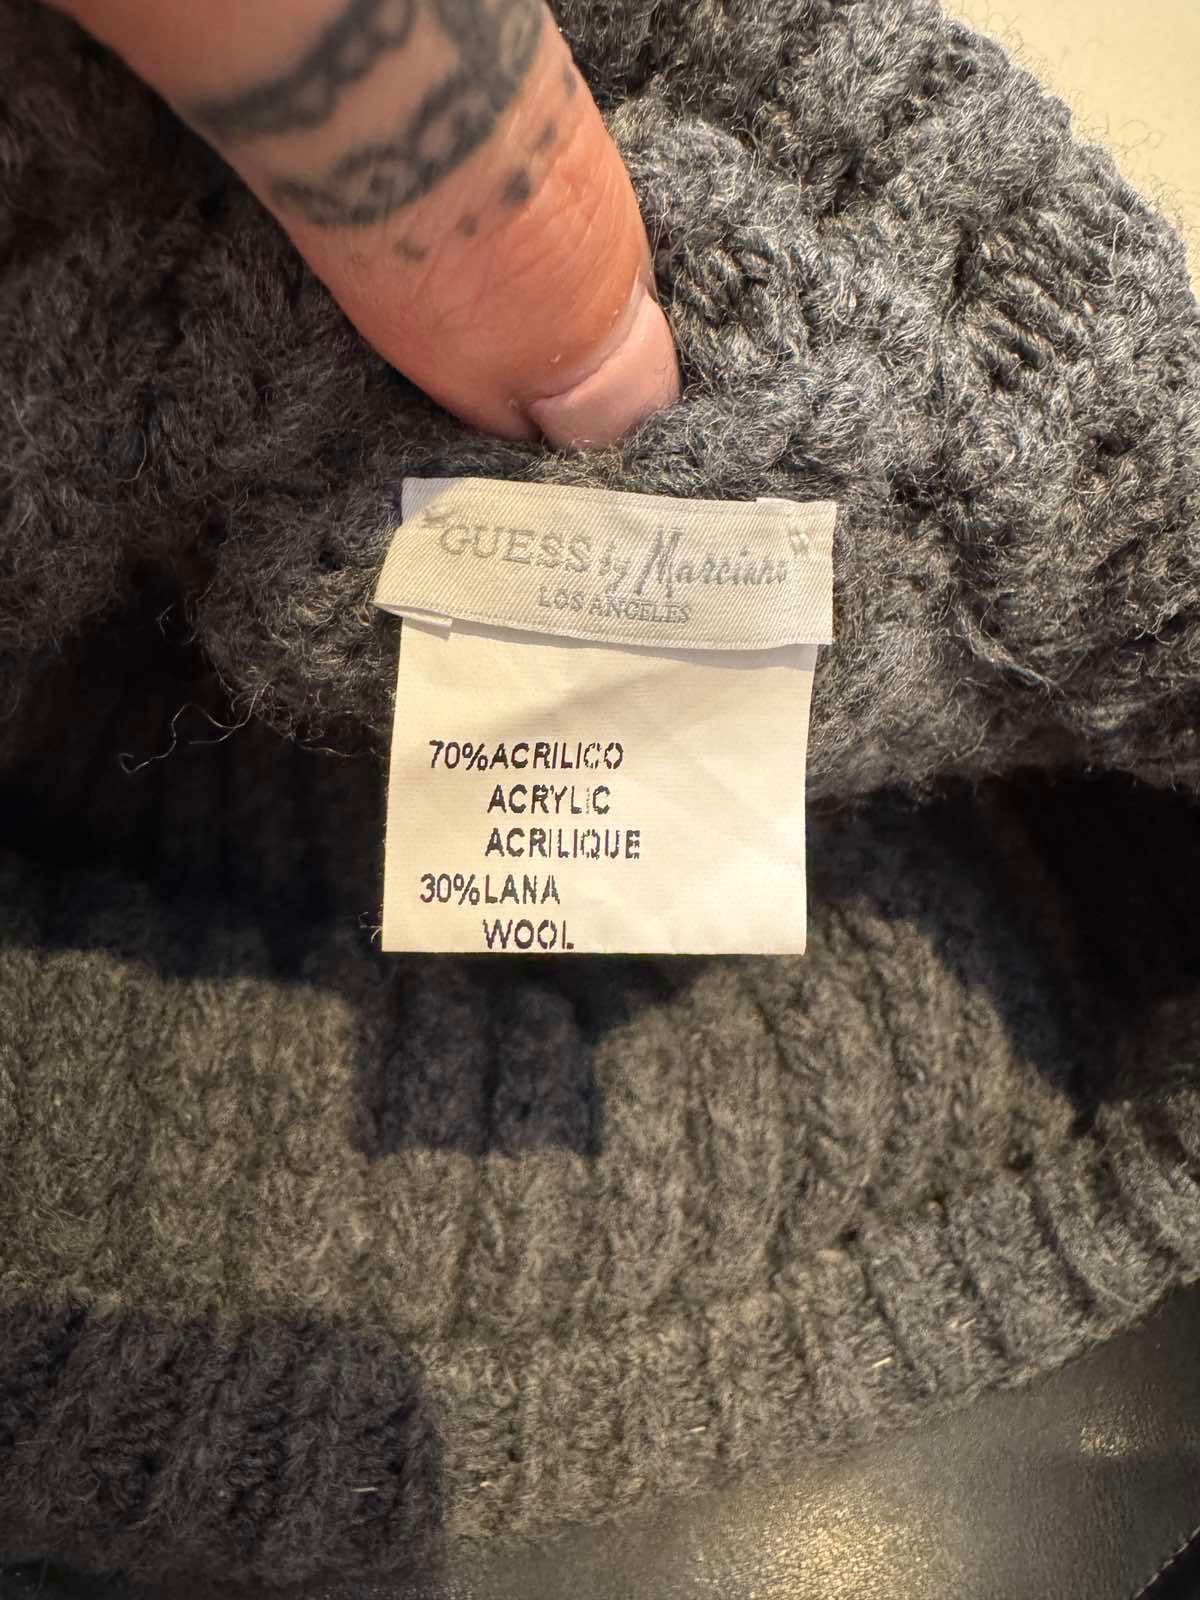 "GUESS by Marciano"
LOS ANGELES
70%ACRILICO
ACRYLIC
ACRILIQUE
30%LANA
WOOL